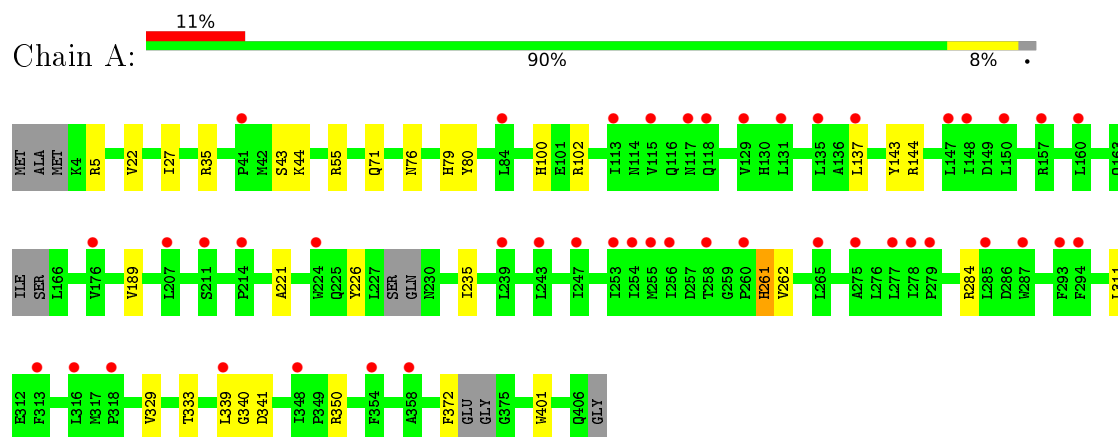 11%
Chain A:
90%
8%
MET ALA MET K4 R5 V22 I27 R35 P41 M42 S43 K44 R55 Q71 N76 H79 Y80 L84 H100 E101 R102 I113 N114 V115 Q116 N117 Q118 V129 H130 L131 L135 A136 L137 Y143 R144 L147 I148 D149 L150 R157 L160 Q163
ILE SER L166 V176 V189 L207 S211 P214 A221 W224 Q225 Y226 L227 SER GLN N230 I235 L239 L243 I247 I253 I254 M255 I256 D257 T258 G259 P260 H261 V262 L265 A275 L276 L277 I278 P279 R284 L285 D286 W287 F293 F294 L311
E312 F313 L316 M317 P318 V329 T333 L339 G340 D341 I348 P349 R350 F354 A358 F372 GLU GLY G375 W401 Q406 GLY